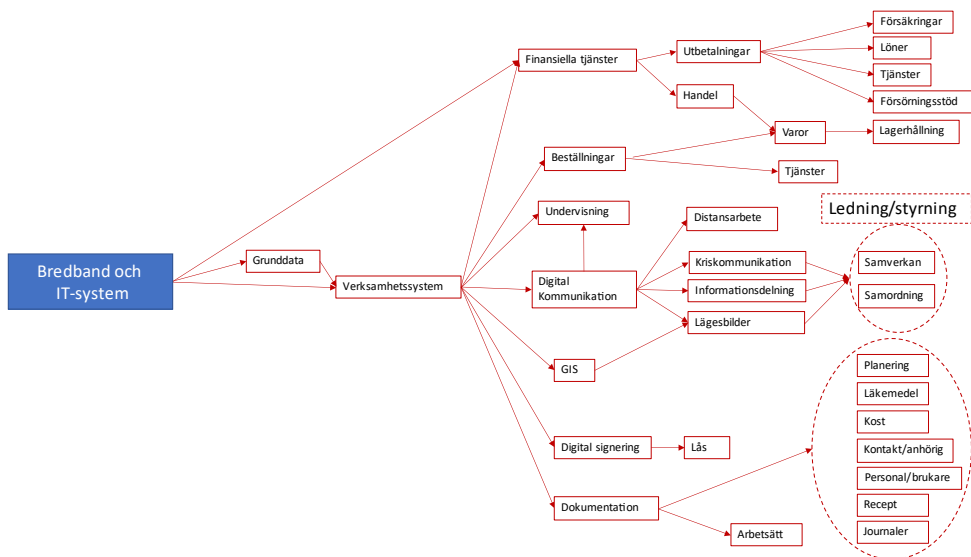 Försäkringar
Löner
Tjänster
Försörningsstöd
Utbetalningar
Finansiella tjänster
Handel
Varor
Lagerhållning
Beställningar
Tjänster
Undervisning
Distansarbete
Ledning/styrning
Bredband och
IT-system
Grunddata
Verksamhetssystem
Digital
Kommunikation
Kriskommunikation
Informationsdelning
Lägesbilder
Samverkan
Samordning
GIS
Planering
Läkemedel
Kost
Kontakt/anhörig
Personal/brukare
Recept
Journaler
Digital signering
Lås
Dokumentation
Arbetsätt